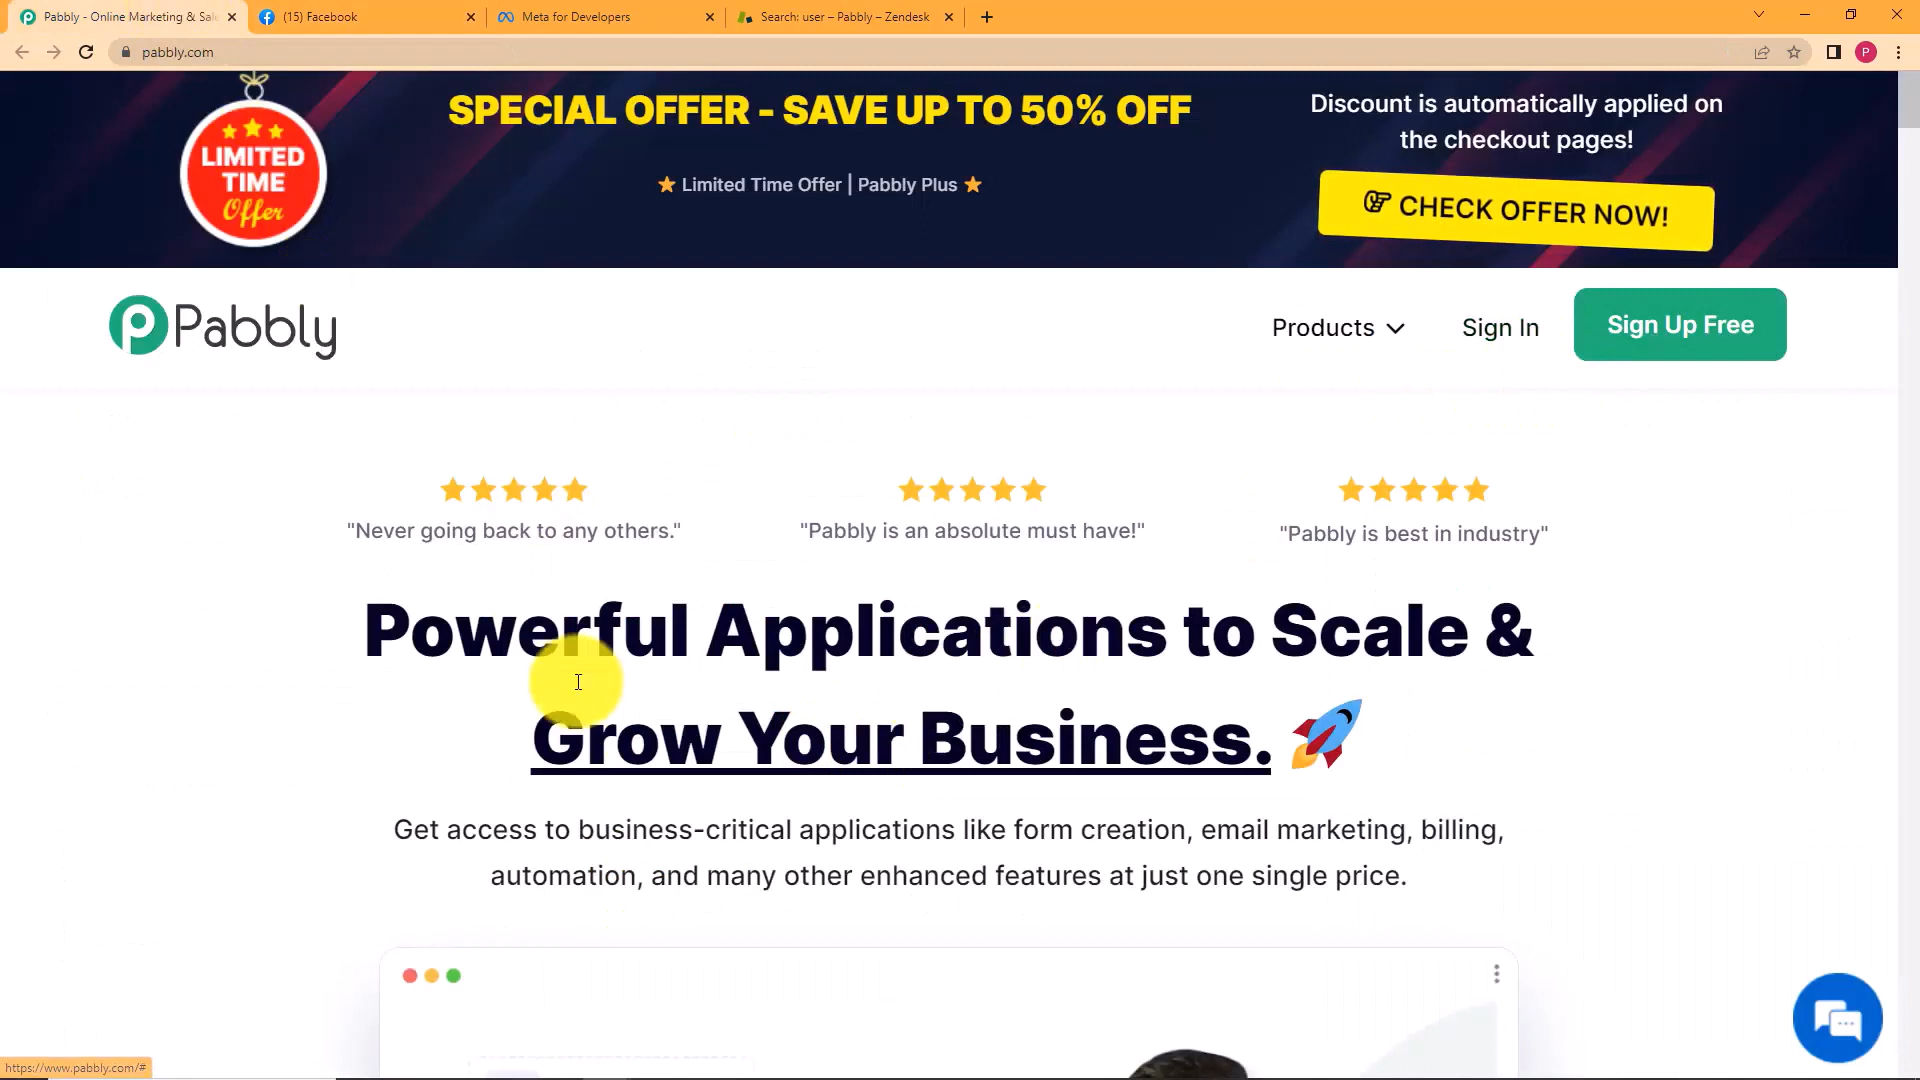 Pabbly - Online Marketing & Sale
(15) Facebook
Meta for Developers
Search: user – Pabbly – Zendesk
pabbly.com
P
LIMITED
TIME
Offer
SPECIAL OFFER - SAVE UP TO 50% OFF
Limited Time Offer | Pabbly Plus
Discount is automatically applied on
the checkout pages!
CHECK OFFER NOW!
Pabbly
Products
Sign In
Sign Up Free
"Never going back to any others."
"Pabbly is an absolute must have!"
"Pabbly is best in industry"
Powerful Applications to Scale &
Grow Your Business.
Get access to business-critical applications like form creation, email marketing, billing,
automation, and many other enhanced features at just one single price.
https://www.pabbly.com/#